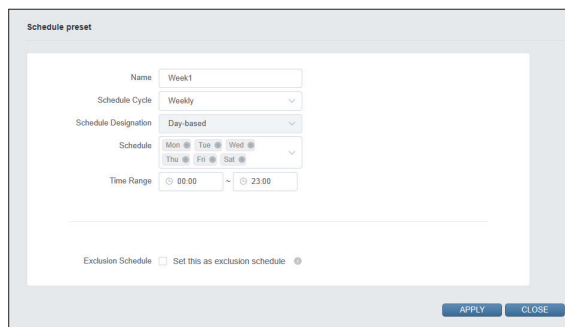 Schedule preset
Name Week1
Schedule Cycle Weekly
Schedule Designation Day-based
Schedule Mon Tue Wed
Thu Fri Sat
Time Range 00:00 ~ 23:00
Exclusion Schedule Set this as exclusion schedule
APPLY CLOSE